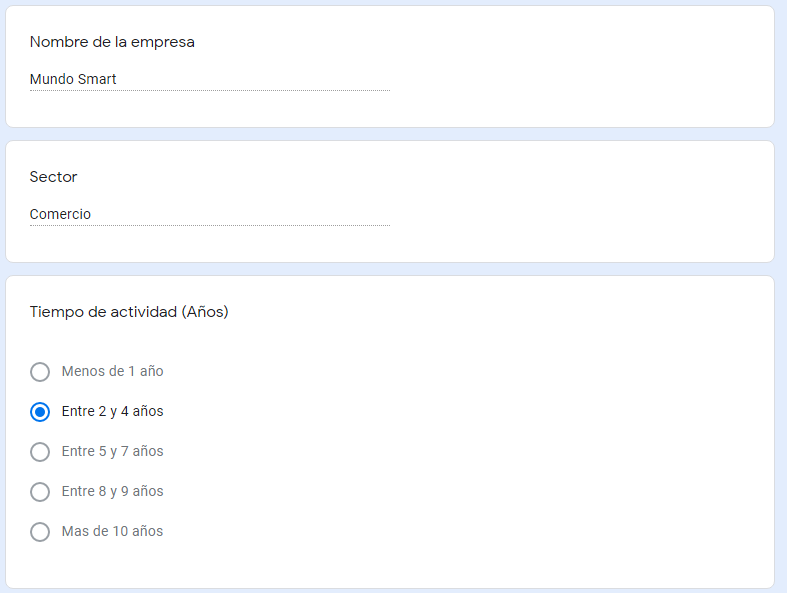 Nombre de la empresa
Mundo Smart
Sector
Comercio
Tiempo de actividad (Años)
Menos de 1 año
Entre 2 y 4 años
Entre 5 y 7 años
Entre 8 y 9 años
Mas de 10 años